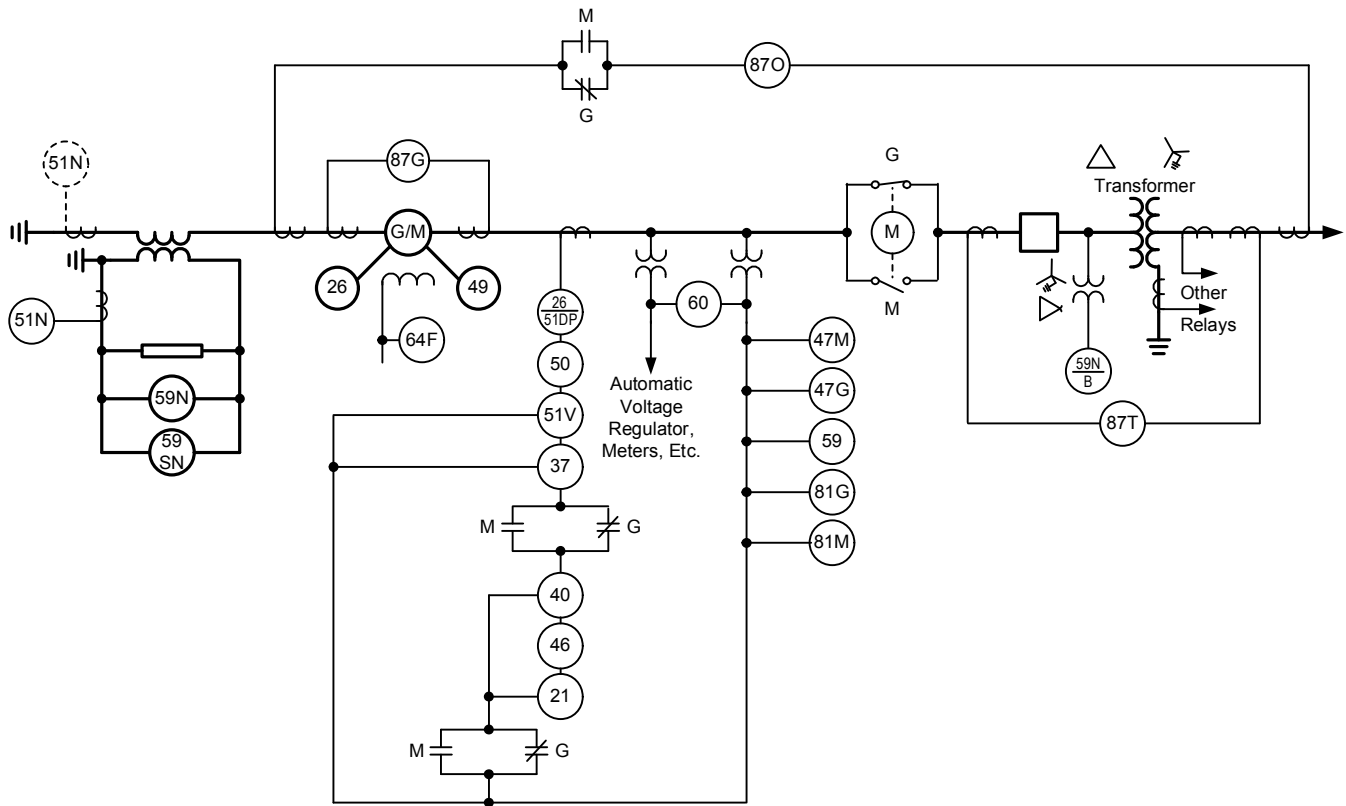 M
87O
G
51N
87G
G
Transformer
G/M
M
26
49
26
51DP
60
M
Other
Relays
51N
64F
47M
50
59N
B
Automatic
Voltage
Regulator,
Meters, Etc.
47G
59N
51V
87T
59
59
SN
37
81G
M
G
81M
40
46
21
M
G